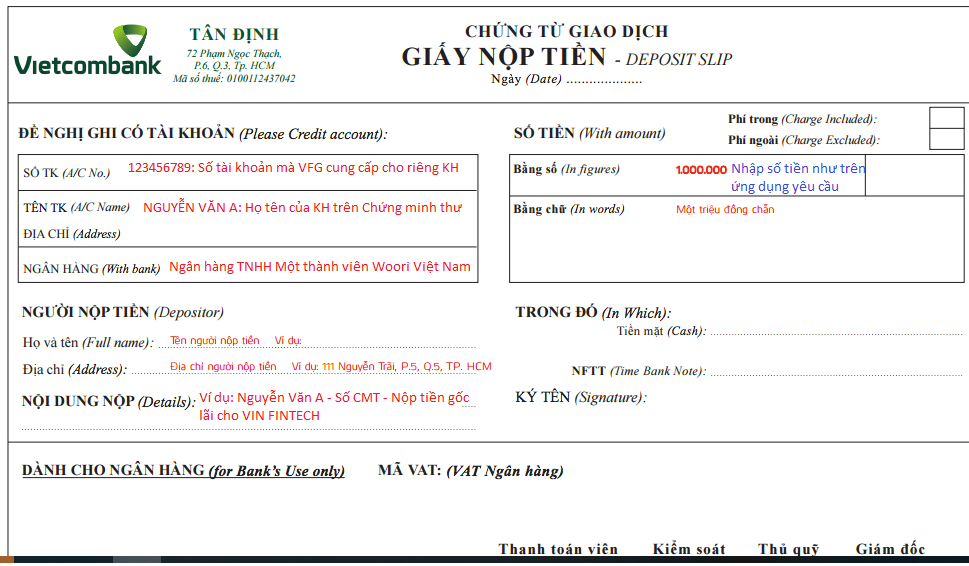 Vietcombank
TÂN ĐỊNH
72 Phạm Ngọc Thạch,
P.6, Q.3, Tp. HCM
Mã số thuế: 0100112437042
CHỨNG TỪ GIAO DỊCH
GIẤY NỘP TIỀN - DEPOSIT SLIP
Ngày (Date) .....................
ĐỀ NGHỊ GHI CÓ TÀI KHOẢN (Please Credit account):
SỐ TK (A/C No.) 123456789: Số tài khoản mà VFG cung cấp cho riêng KH
TÊN TK (A/C Name) NGUYỄN VĂN A: Họ tên của KH trên Chứng minh thư
ĐỊA CHỈ (Address)
NGÂN HÀNG (With bank) Ngân hàng TNHH Một thành viên Woori Việt Nam
SỐ TIỀN (With amount)
Phí trong (Charge Included):
Phí ngoài (Charge Excluded):
Bằng số (In figures) 1.000.000 Nhập số tiền như trên
ứng dụng yêu cầu
Bằng chữ (In words) Một triệu đồng chẵn
NGƯỜI NỘP TIỀN (Depositor)
Họ và tên (Full name): Tên người nộp tiền Ví dụ:
Địa chỉ (Address): Địa chỉ người nộp tiền Ví dụ: 111 Nguyễn Trãi, P.5, Q.5, TP. HCM
NỘI DUNG NỘP (Details): Ví dụ: Nguyễn Văn A - Số CMT - Nộp tiền gốc
lãi cho VIN FINTECH
TRONG ĐÓ (In Which):
Tiền mặt (Cash):
NFTT (Time Bank Note):
KÝ TÊN (Signature):
DÀNH CHO NGÂN HÀNG (for Bank's Use only) MÃ VAT: (VAT Ngân hàng)
Thanh toán viên Kiểm soát Thủ quỹ Giám đốc